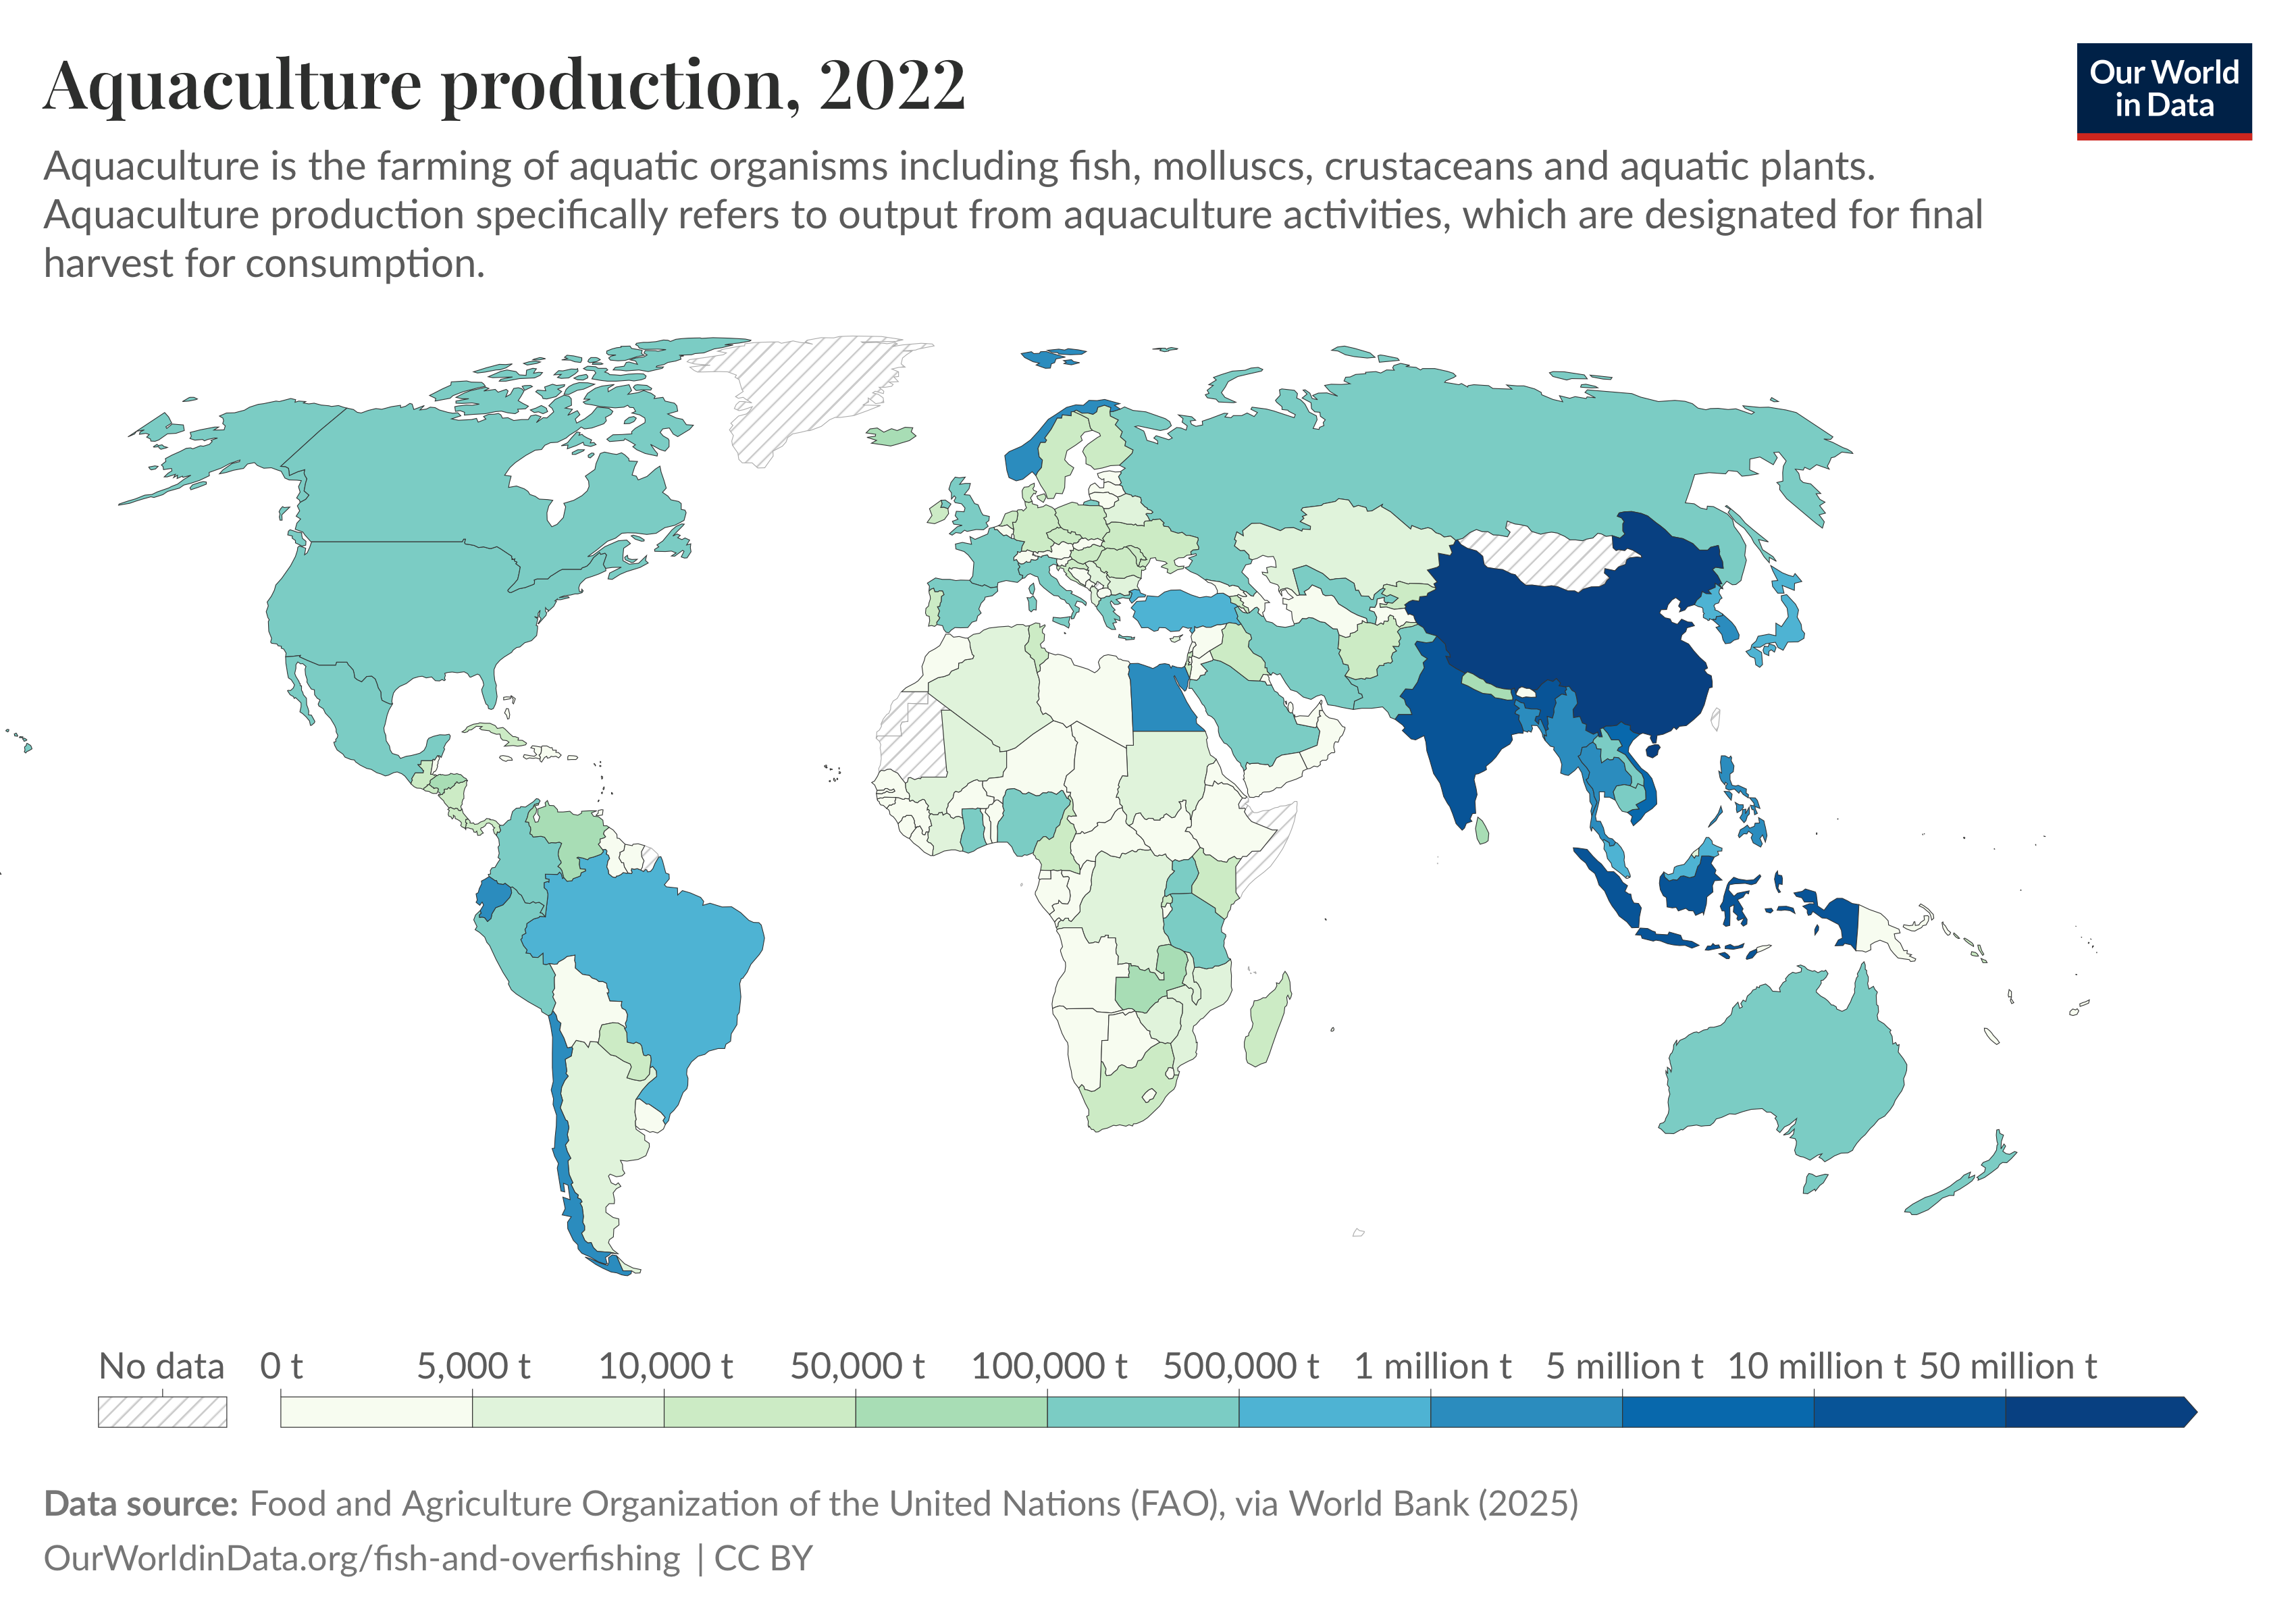 Aquaculture production, 2022
Our World
in Data
Aquaculture is the farming of aquatic organisms including fish, molluscs, crustaceans and aquatic plants.
Aquaculture production specifically refers to output from aquaculture activities, which are designated for final
harvest for consumption.
No data
0 t
5,000 t
10,000 t
50,000 t
100,000 t
500,000 t
1 million t
5 million t
10 million t
50 million t
Data source: Food and Agriculture Organization of the United Nations (FAO), via World Bank (2025)
OurWorldinData.org/fish-and-overfishing | CC BY